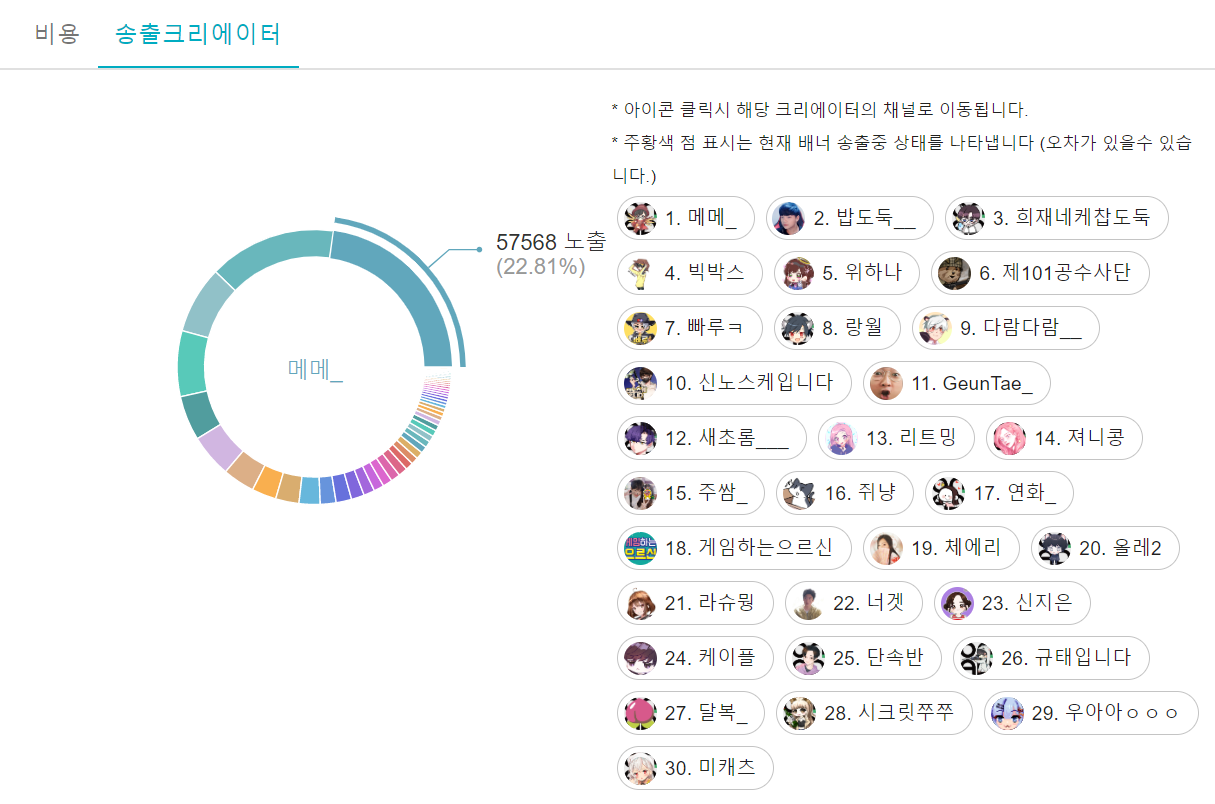 비용 송출크리에이터
* 아이콘 클릭시 해당 크리에이터의 채널로 이동됩니다.
* 주황색 점 표시는 현재 배너 송출중 상태를 나타냅니다 (오차가 있을수 있습
니다.)
57568 노출
(22.81%)
메메_
1. 메메_ 2. 밥도둑__ 3. 희재네케찹도둑
4. 빅박스 5. 위하나 6. 제101공수사단
7. 빠루ㅋ 8. 랑월 9. 다람다람__
10. 신노스케입니다 11. GeunTae_
12. 새초롬___ 13. 리트밍 14. 져니콩
15. 주쌈_ 16. 쥐냥 17. 연화_
18. 게임하는으르신 19. 체에리 20. 올레2
21. 라슈뮝 22. 너겟 23. 신지은
24. 케이플 25. 단속반 26. 규태입니다
27. 달복_ 28. 시크릿쭈쭈 29. 우아아ㅇㅇㅇ
30. 미캐츠